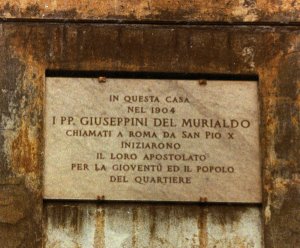 IN QUESTA CASA
NEL 1904
I PP. GIUSEPPINI DEL MURIALDO
CHIAMATI A ROMA DA SAN PIO X
INIZIARONO
IL LORO APOSTOLATO
PER LA GIOVENTÙ ED IL POPOLO
DEL QUARTIERE